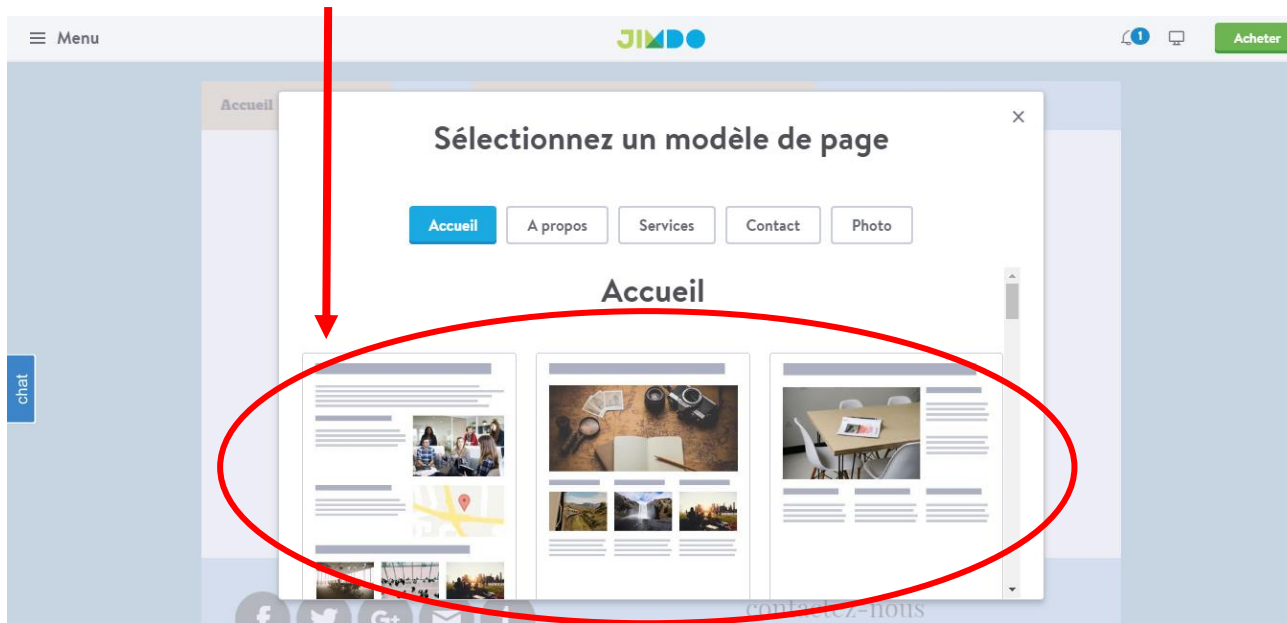 Menu
JIMDO
1
Acheter
Accueil
Sélectionnez un modèle de page
Accueil
A propos
Services
Contact
Photo
Accueil
chat
contactez-nous